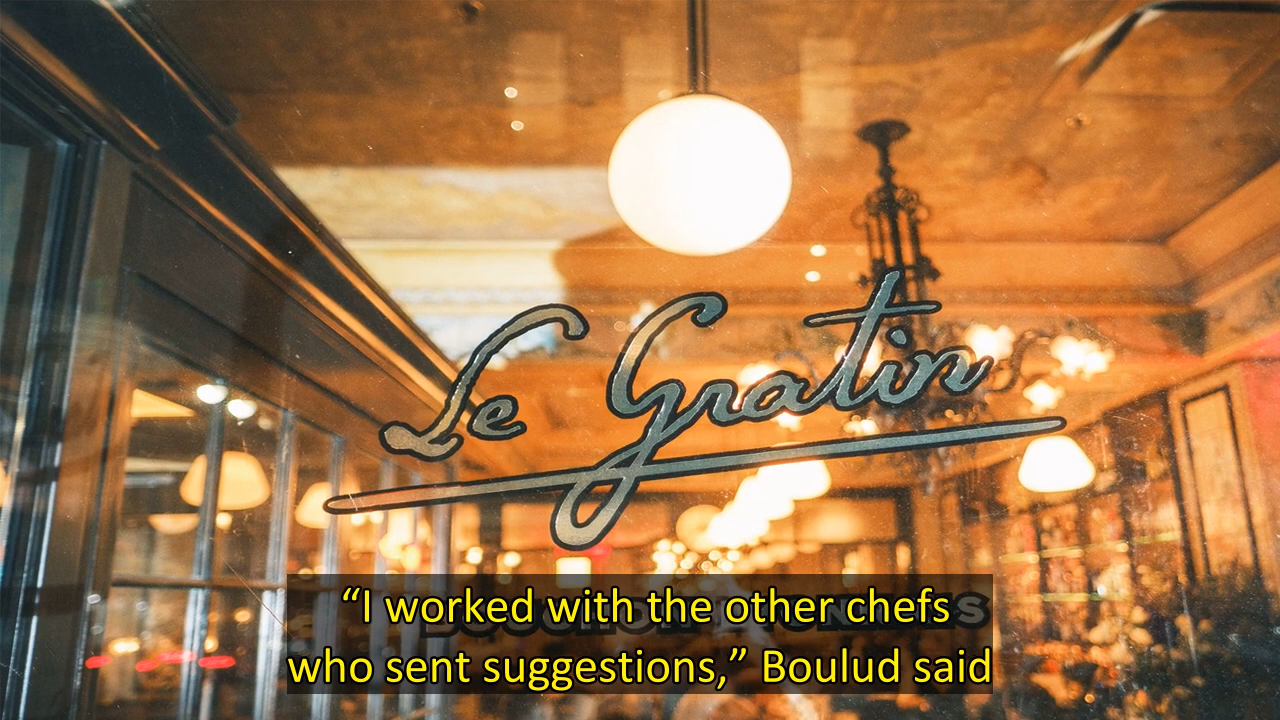 Le Gratin
“I worked with the other chefs
who sent suggestions,” Boulud said